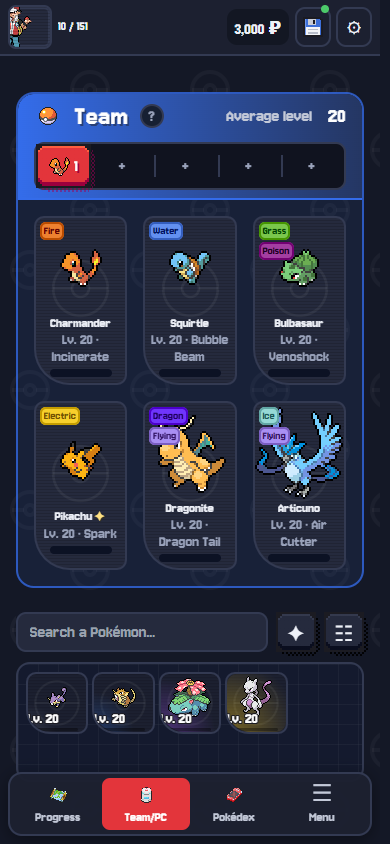 10 / 151
3,000 ₽
Team ? Average level 20
1 + + + +
Fire
Charmander
Lv. 20 ·
Incinerate
Water
Squirtle
Lv. 20 · Bubble
Beam
Grass
Poison
Bulbasaur
Lv. 20 ·
Venoshock
Electric
Pikachu ✦
Lv. 20 · Spark
Dragon
Flying
Dragonite
Lv. 20 ·
Dragon Tail
Ice
Flying
Articuno
Lv. 20 · Air
Cutter
Search a Pokémon...
Lv. 20
Lv. 20
Lv. 20
Lv. 20
Progress
Team/PC
Pokédex
Menu